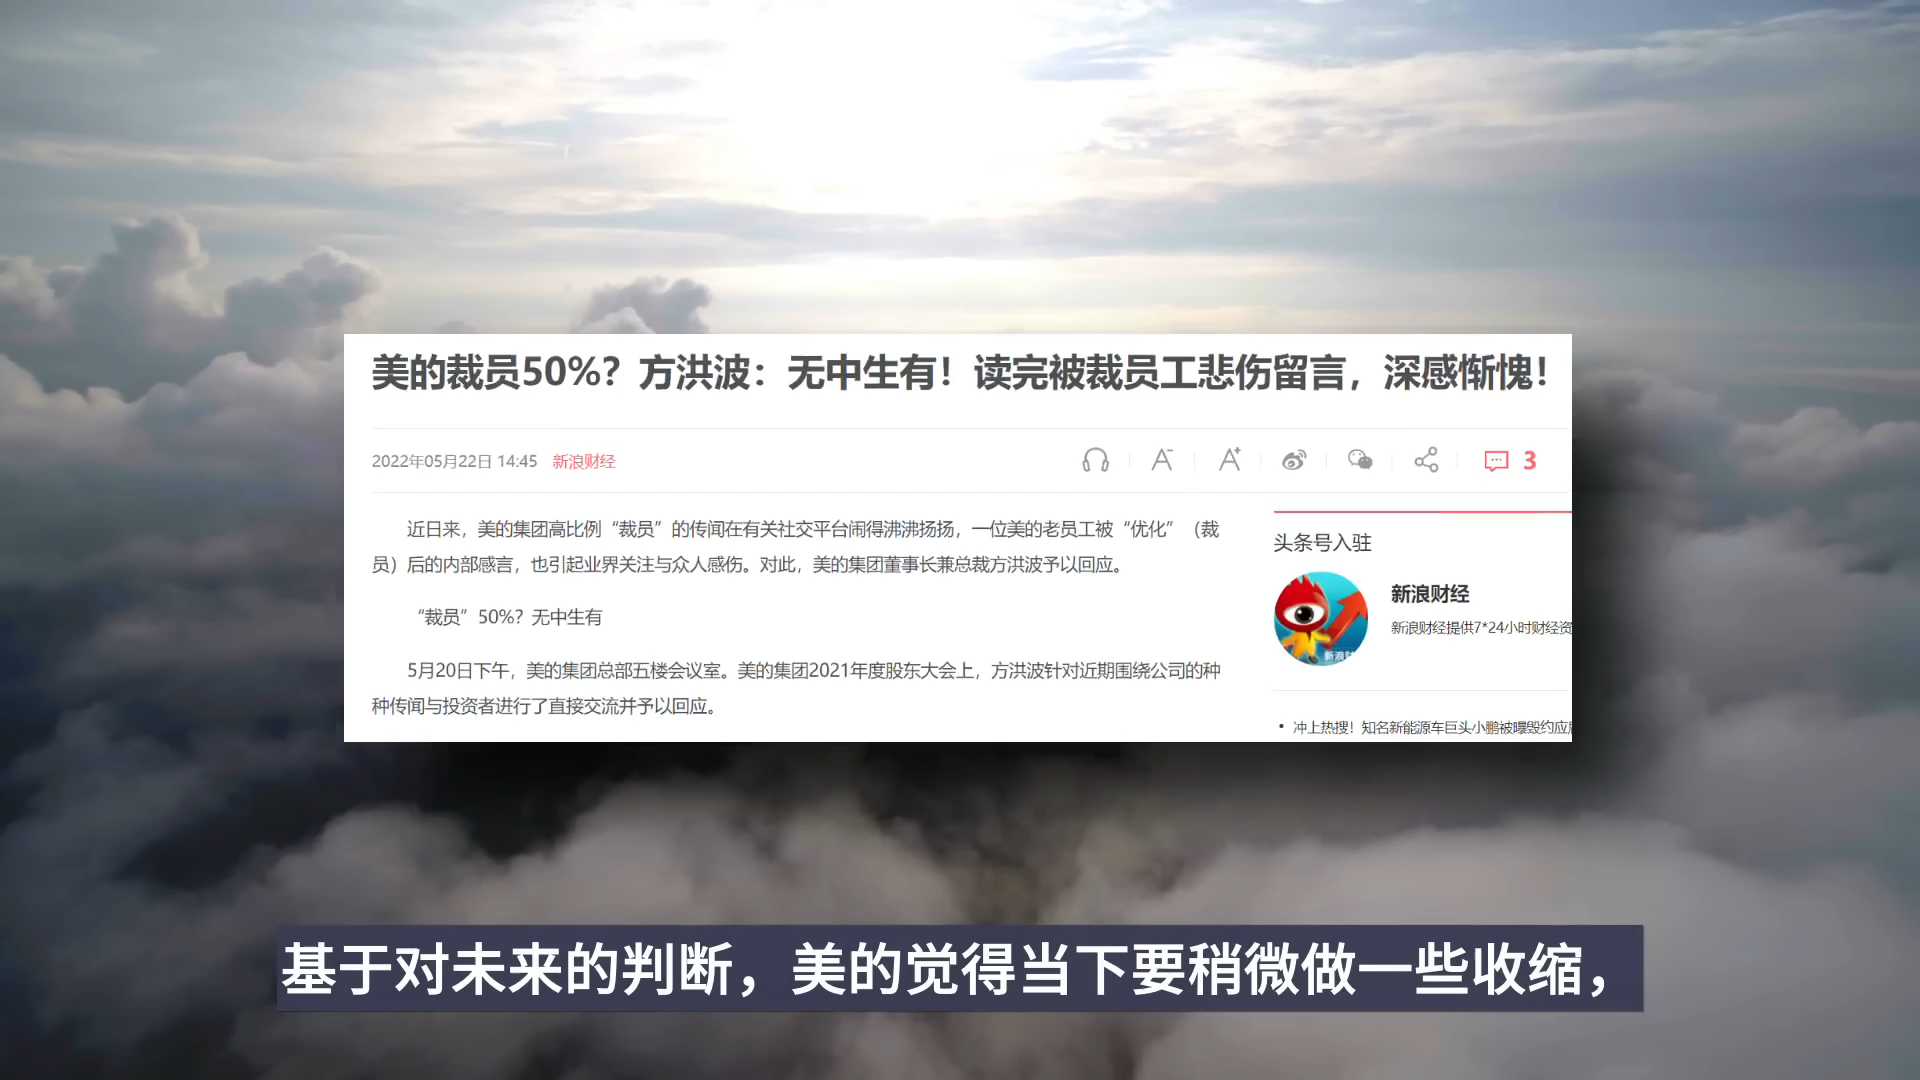 美的裁员50%？方洪波：无中生有！读完被裁员工悲伤留言，深感惭愧！
2022年05月22日 14:45 新浪财经
3
近日来，美的集团高比例“裁员”的传闻在有关社交平台闹得沸沸扬扬，一位美的老员工被“优化”（裁
员）后的内部感言，也引起业界关注与众人感伤。对此，美的集团董事长兼总裁方洪波予以回应。
“裁员”50%？无中生有
5月20日下午，美的集团总部五楼会议室。美的集团2021年度股东大会上，方洪波针对近期围绕公司的种
种传闻与投资者进行了直接交流并予以回应。
头条号入驻
新浪财经
新浪财经提供7*24小时财经资
冲上热搜！知名新能源车巨头小鹏被曝毁约应
基于对未来的判断，美的觉得当下要稍微做一些收缩，